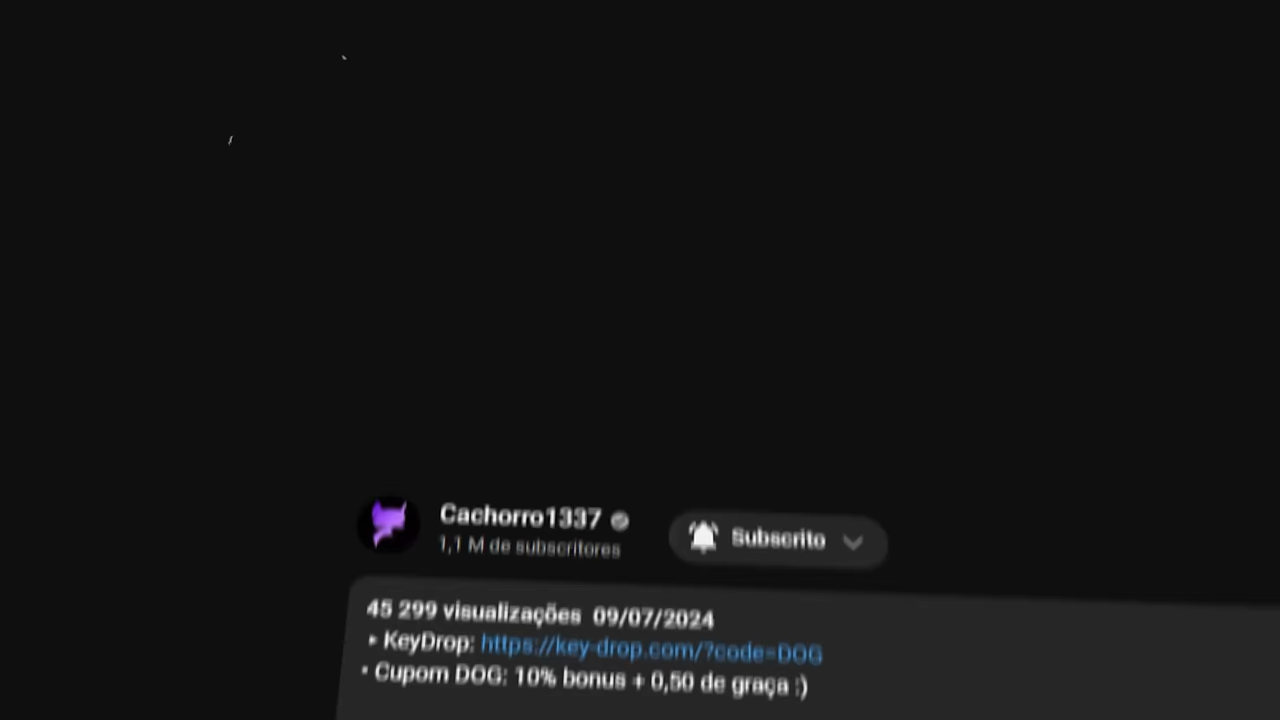 Cachorro1337
1,1 M de subscritores
Subscrito
45 299 visualizações 09/07/2024
▸ KeyDrop: https://key-drop.com/?code=DOG
• Cupom DOG: 10% bonus + 0,50 de graça :)